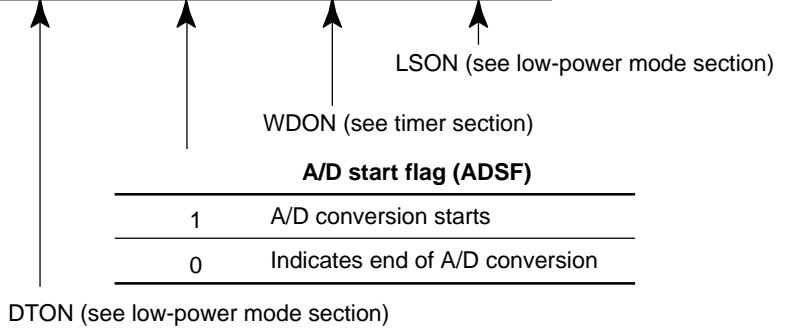 LSON (see low-power mode section)
WDON (see timer section)
A/D start flag (ADSF)
1 A/D conversion starts
0 Indicates end of A/D conversion
DTON (see low-power mode section)